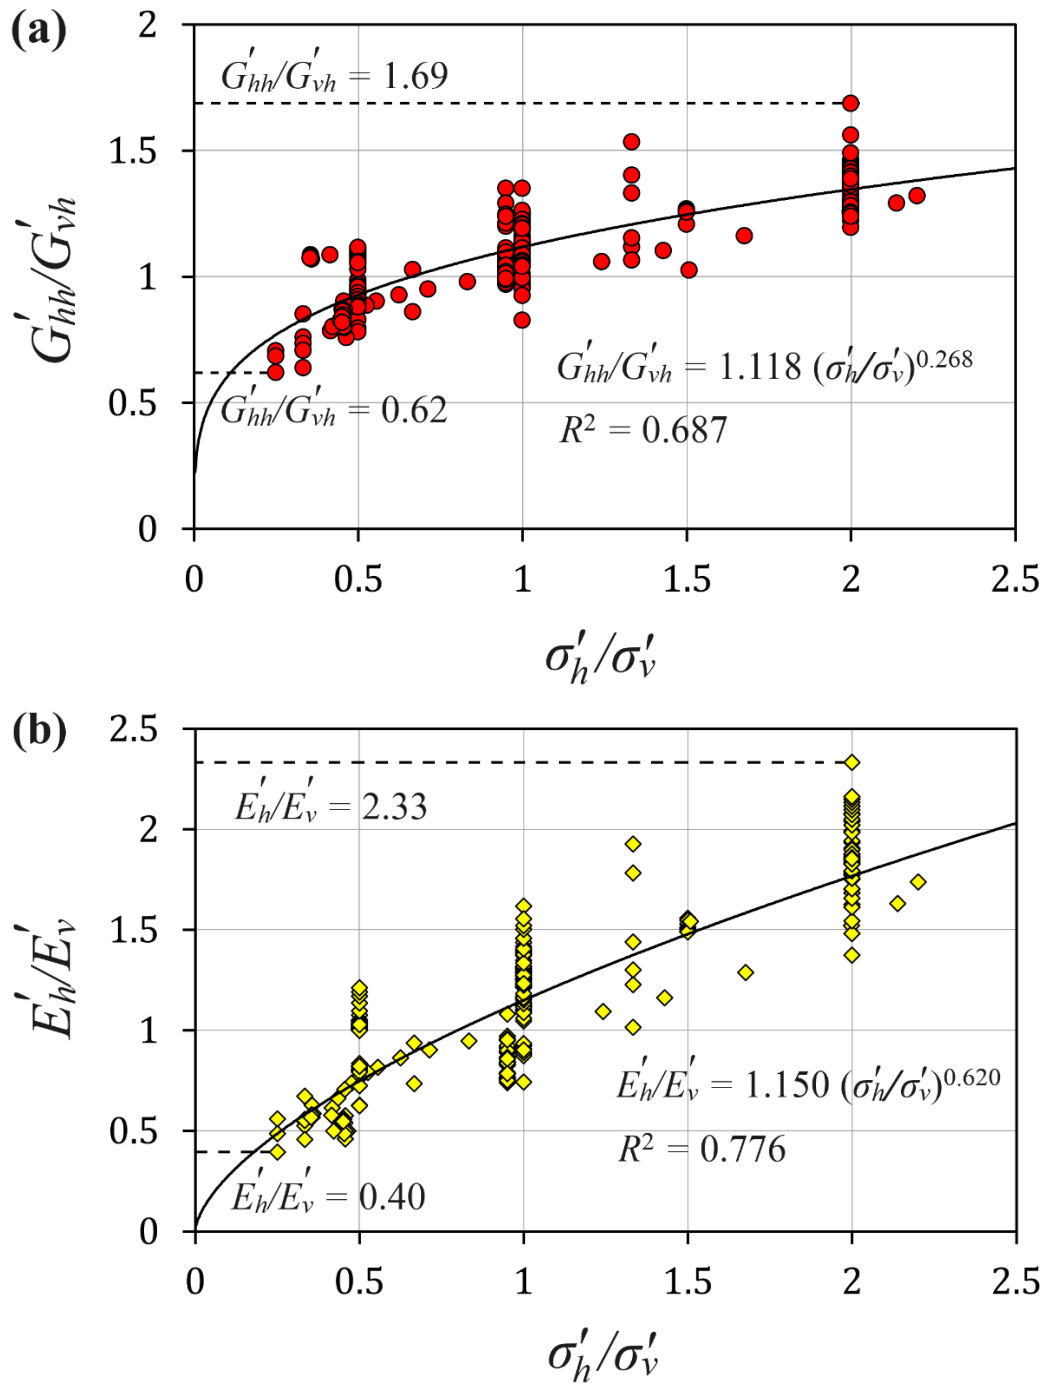 (a)
2
1.5
1
0.5
0
G'hh/G'vh
G'hh/G'vh = 1.69
G'hh/G'vh = 0.62
G'hh/G'vh = 1.118 (σ'h/σ'v)^0.268
R² = 0.687
0 0.5 1 1.5 2 2.5
σ'h/σ'v
(b)
2.5
2
1.5
1
0.5
0
E'h/E'v
E'h/E'v = 2.33
E'h/E'v = 1.150 (σ'h/σ'v)^0.620
R² = 0.776
E'h/E'v = 0.40
0 0.5 1 1.5 2 2.5
σ'h/σ'v